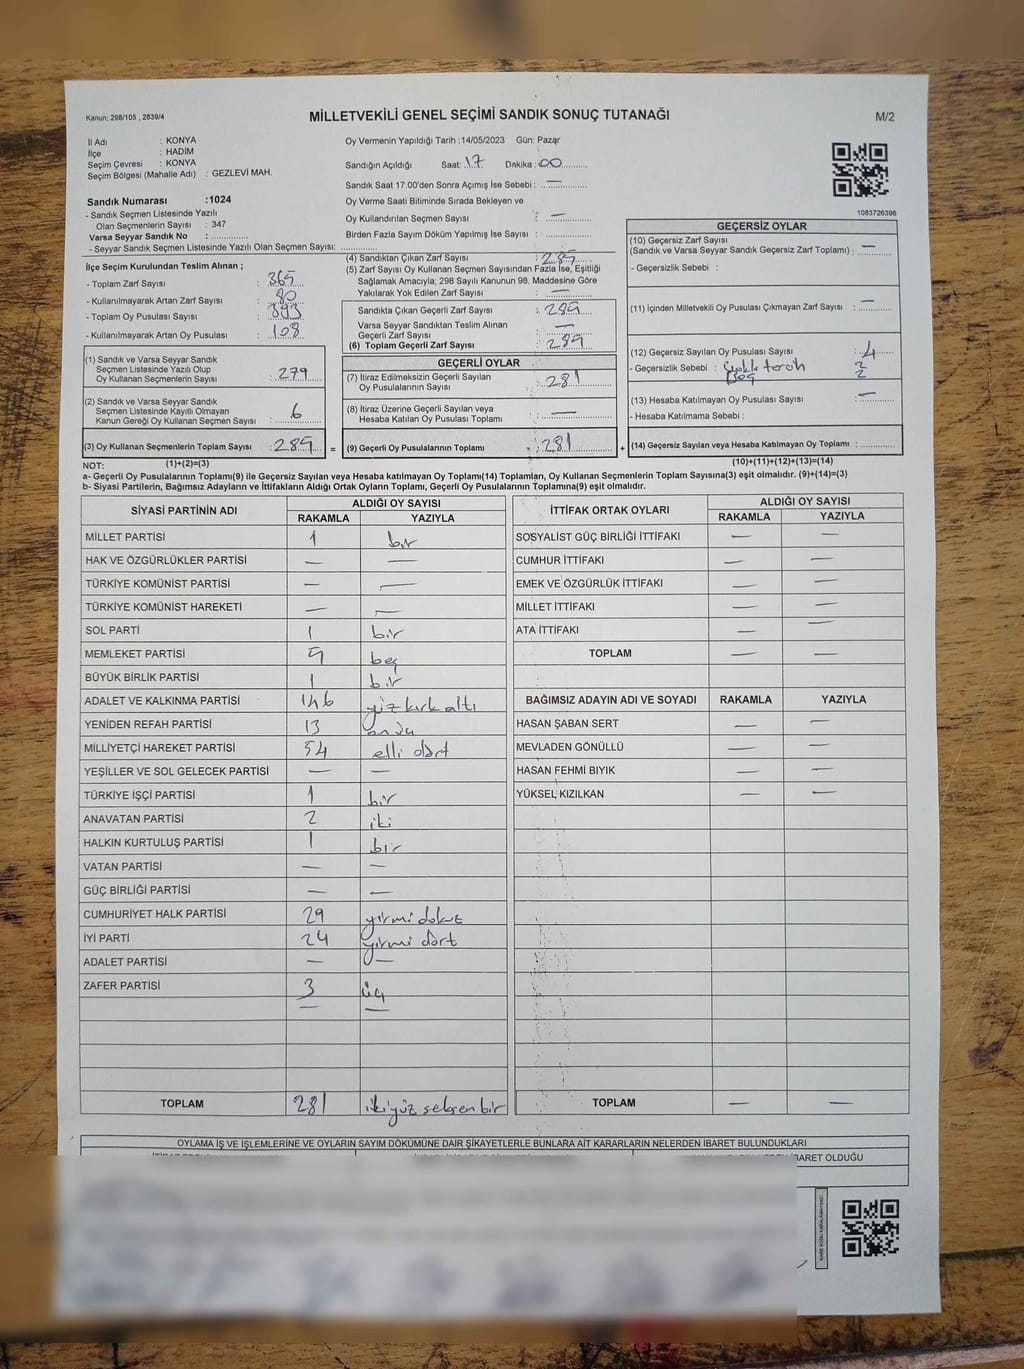 Kanun: 298/105 , 2839/4
MİLLETVEKİLİ GENEL SEÇİMİ SANDIK SONUÇ TUTANAĞI
M/2
İl Adı : KONYA
İlçe : HADİM
Seçim Çevresi : KONYA
Seçim Bölgesi (Mahalle Adı) : GEZLEVİ MAH.
Oy Vermenin Yapıldığı Tarih : 14/05/2023 Gün: Pazar
Sandığın Açıldığı Saat: 17 Dakika : 00
Sandık Saat 17:00'den Sonra Açımış İse Sebebi : —
Oy Verme Saati Bitiminde Sırada Bekleyen ve
Oy Kullandırılan Seçmen Sayısı : —
Birden Fazla Sayım Döküm Yapılmış İse Sayısı :
1083726396
Sandık Numarası : 1024
- Sandık Seçmen Listesinde Yazılı
Olan Seçmenlerin Sayısı : 347
Varsa Seyyar Sandık No :
- Seyyar Sandık Seçmen Listesinde Yazılı Olan Seçmen Sayısı:
İlçe Seçim Kurulundan Teslim Alınan ;
- Toplam Zarf Sayısı : 365
- Kullanılmayarak Artan Zarf Sayısı : 80
- Toplam Oy Pusulası Sayısı : 393
- Kullanılmayarak Artan Oy Pusulası : 108
(1) Sandık ve Varsa Seyyar Sandık
Seçmen Listesinde Yazılı Olup
Oy Kullanan Seçmenlerin Sayısı : 279
(2) Sandık ve Varsa Seyyar Sandık
Seçmen Listesinde Kayıtlı Olmayan
Kanun Gereği Oy Kullanan Seçmen Sayısı : 6
(3) Oy Kullanan Seçmenlerin Toplam Sayısı : 285 =
(4) Sandıktan Çıkan Zarf Sayısı : 285
(5) Zarf Sayısı Oy Kullanan Seçmen Sayısından Fazla İse, Eşitliği
Sağlamak Amacıyla; 298 Sayılı Kanunun 98. Maddesine Göre
Yakılarak Yok Edilen Zarf Sayısı : —
Sandıkta Çıkan Geçerli Zarf Sayısı : 285
Varsa Seyyar Sandıktan Teslim Alınan
Geçerli Zarf Sayısı : —
(6) Toplam Geçerli Zarf Sayısı : 285
GEÇERLİ OYLAR
(7) İtiraz Edilmeksizin Geçerli Sayılan
Oy Pusulalarının Sayısı : 281
(8) İtiraz Üzerine Geçerli Sayılan veya
Hesaba Katılan Oy Pusulası Toplamı : —
(9) Geçerli Oy Pusulalarının Toplamı : 281 +
GEÇERSİZ OYLAR
(10) Geçersiz Zarf Sayısı
(Sandık ve Varsa Seyyar Sandık Geçersiz Zarf Toplamı) : —
- Geçersizlik Sebebi :
(11) İçinden Milletvekili Oy Pusulası Çıkmayan Zarf Sayısı : —
(12) Geçersiz Sayılan Oy Pusulası Sayısı : 4
- Geçersizlik Sebebi : tercih 2
Boş 2
(13) Hesaba Katılmayan Oy Pusulası Sayısı : —
- Hesaba Katılmama Sebebi :
(14) Geçersiz Sayılan veya Hesaba Katılmayan Oy Toplamı :
NOT: (1)+(2)=(3) (10)+(11)+(12)+(13)=(14)
a- Geçerli Oy Pusulalarının Toplamı(9) ile Geçersiz Sayılan veya Hesaba katılmayan Oy Toplam(14) Toplamları, Oy Kullanan Seçmenlerin Toplam Sayısına(3) eşit olmalıdır. (9)+(14)=(3)
b- Siyasi Partilerin, Bağımsız Adayların ve İttifakların Aldığı Ortak Oyların Toplamı, Geçerli Oy Pusulalarının Toplamına(9) eşit olmalıdır.
SİYASİ PARTİNİN ADI ALDIĞI OY SAYISI
RAKAMLA YAZIYLA
MİLLET PARTİSİ 1 bir
HAK VE ÖZGÜRLÜKLER PARTİSİ — —
TÜRKİYE KOMÜNİST PARTİSİ — —
TÜRKİYE KOMÜNİST HAREKETİ — —
SOL PARTİ 1 bir
MEMLEKET PARTİSİ 5 beş
BÜYÜK BİRLİK PARTİSİ 1 bir
ADALET VE KALKINMA PARTİSİ 146 yüz kırk altı
YENİDEN REFAH PARTİSİ 13 on üç
MİLLİYETÇİ HAREKET PARTİSİ 54 elli dört
YEŞİLLER VE SOL GELECEK PARTİSİ — —
TÜRKİYE İŞÇİ PARTİSİ 1 bir
ANAVATAN PARTİSİ 2 iki
HALKIN KURTULUŞ PARTİSİ 1 bir
VATAN PARTİSİ — —
GÜÇ BİRLİĞİ PARTİSİ — —
CUMHURİYET HALK PARTİSİ 29 yirmi dokuz
İYİ PARTİ 24 yirmi dört
ADALET PARTİSİ — —
ZAFER PARTİSİ 3 üç
— —
TOPLAM 281 ikiyüz seksen bir
İTTİFAK ORTAK OYLARI ALDIĞI OY SAYISI
RAKAMLA YAZIYLA
SOSYALİST GÜÇ BİRLİĞİ İTTİFAKI — —
CUMHUR İTTİFAKI — —
EMEK VE ÖZGÜRLÜK İTTİFAKI — —
MİLLET İTTİFAKI — —
ATA İTTİFAKI — —
TOPLAM — —
BAĞIMSIZ ADAYIN ADI VE SOYADI RAKAMLA YAZIYLA
HASAN ŞABAN SERT — —
MEVLADEN GÖNÜLLÜ — —
HASAN FEHMİ BIYIK — —
YÜKSEL KIZILKAN — —
TOPLAM — —
OYLAMA İŞ VE İŞLEMLERİNE VE OYLARIN SAYIM DÖKÜMÜNE DAİR ŞİKAYETLERLE BUNLARA AİT KARARLARIN NELERDEN İBARET BULUNDUKLARI
İBARET OLDUĞU